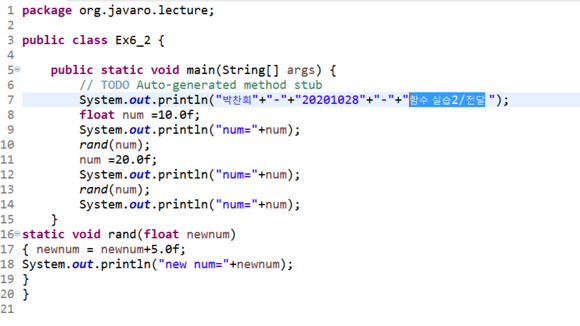 1 package org.javaro.lecture;
2
3 public class Ex6_2 {
4
5 public static void main(String[] args) {
6 // TODO Auto-generated method stub
7 System.out.println("박찬희"+"-"+"20201028"+"-"+"함수 실습2/전달 ");
8 float num =10.0f;
9 System.out.println("num="+num);
10 rand(num);
11 num =20.0f;
12 System.out.println("num="+num);
13 rand(num);
14 System.out.println("num="+num);
15 }
16 static void rand(float newnum)
17 { newnum = newnum+5.0f;
18 System.out.println("new num="+newnum);
19 }
20 }
21